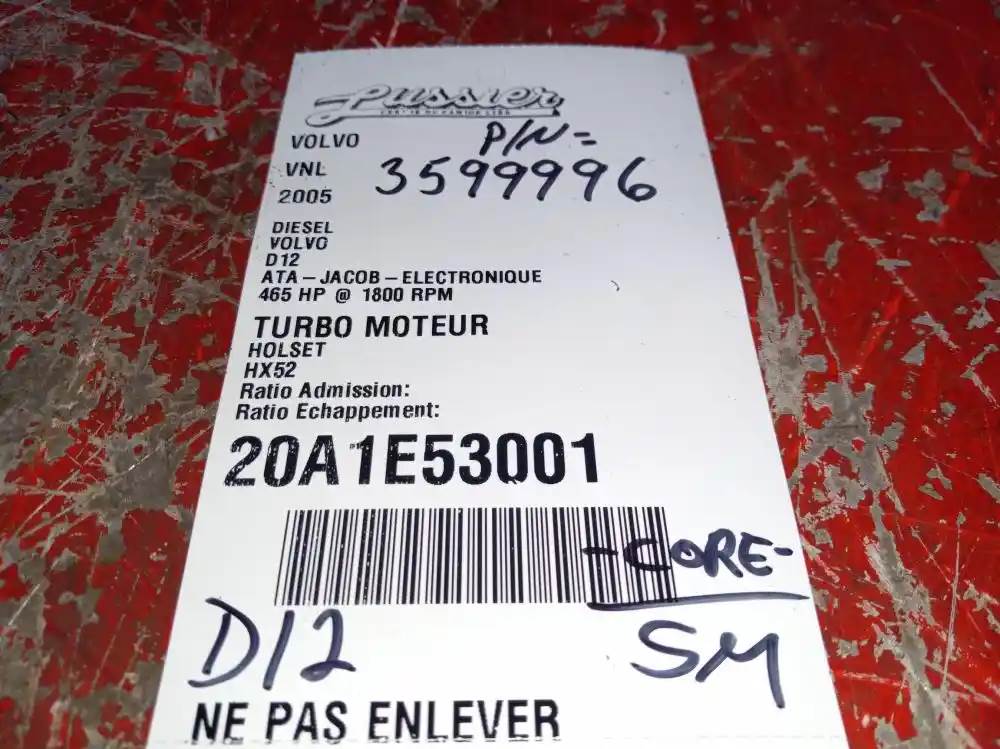 Lussier
VOLVO
P/N=
VNL
3599996
2005
DIESEL
VOLVO
D12
ATA-JACOB-ELECTRONIQUE
465 HP @ 1800 RPM
TURBO MOTEUR
HOLSET
HX52
Ratio Admission:
Ratio Echappement:
20A1E53001
-CORE-
D12
SM
NE PAS ENLEVER